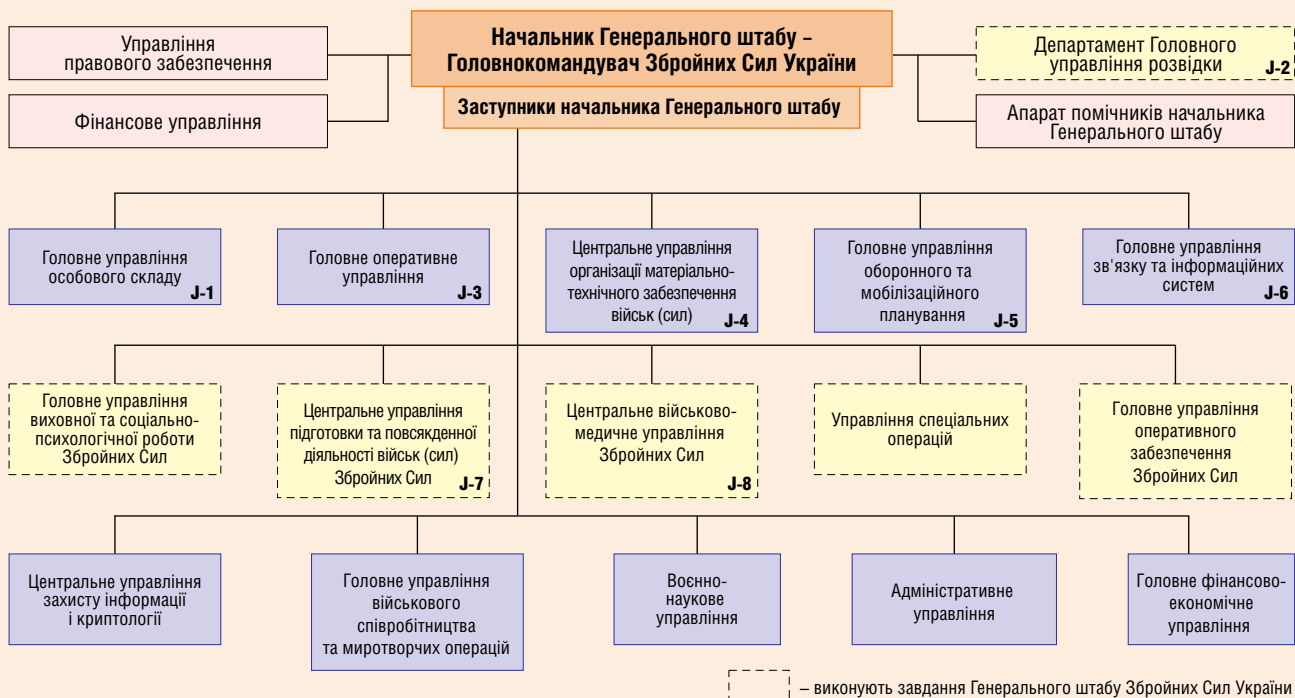 Управління
правового забезпечення
Фінансове управління
Начальник Генерального штабу –
Головнокомандувач Збройних Сил України
Заступники начальника Генерального штабу
Департамент Головного
управління розвідки
J-2
Апарат помічників начальника
Генерального штабу
Головне управління
особового складу
J-1
Головне оперативне
управління
J-3
Центральне управління
організації матеріально-
технічного забезпечення
військ (сил)
J-4
Головне управління
оборонного та
мобілізаційного
планування
J-5
Головне управління
зв'язку та інформаційних
систем
J-6
Головне управління
виховної та соціально-
психологічної роботи
Збройних Сил
Центральне управління
підготовки та повсякденної
діяльності військ (сил)
Збройних Сил
J-7
Центральне військово-
медичне управління
Збройних Сил
J-8
Управління спеціальних
операцій
Головне управління
оперативного
забезпечення
Збройних Сил
Центральне управління
захисту інформації
і криптології
Головне управління
військового
співробітництва
та миротворчих операцій
Воєнно-
наукове
управління
Адміністративне
управління
Головне фінансово-
економічне
управління
– виконують завдання Генерального штабу Збройних Сил України